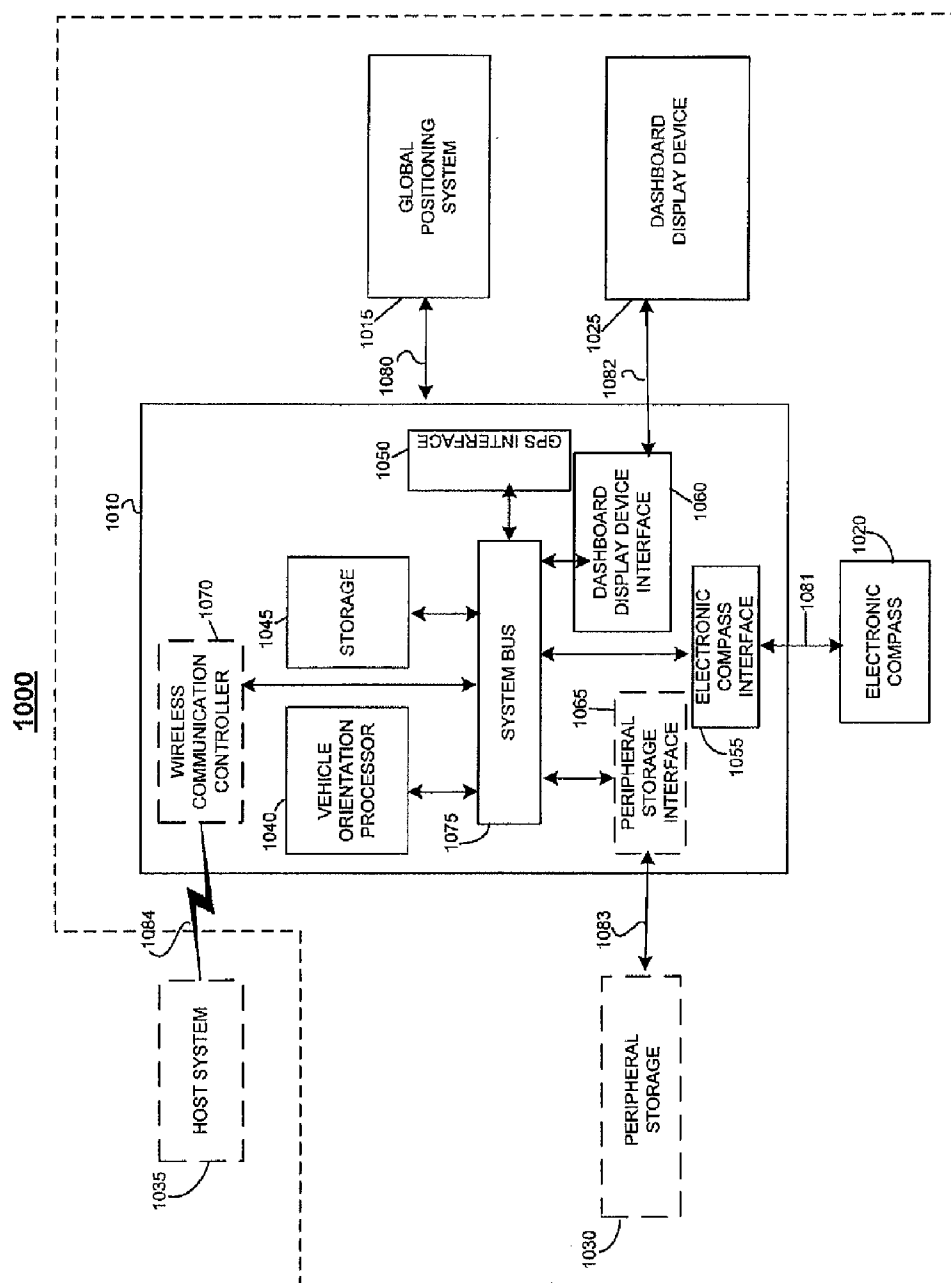 1000
HOST SYSTEM
1035
1084
WIRELESS
COMMUNICATION
CONTROLLER
1070
1010
VEHICLE
ORIENTATION
PROCESSOR
1040
STORAGE
1045
GPS INTERFACE
1050
SYSTEM BUS
1075
DASHBOARD
DISPLAY DEVICE
INTERFACE
1060
PERIPHERAL
STORAGE
INTERFACE
1065
ELECTRONIC
COMPASS
INTERFACE
1055
GLOBAL
POSITIONING
SYSTEM
1015
1080
DASHBOARD
DISPLAY DEVICE
1025
1082
PERIPHERAL
STORAGE
1030
1083
ELECTRONIC
COMPASS
1020
1081